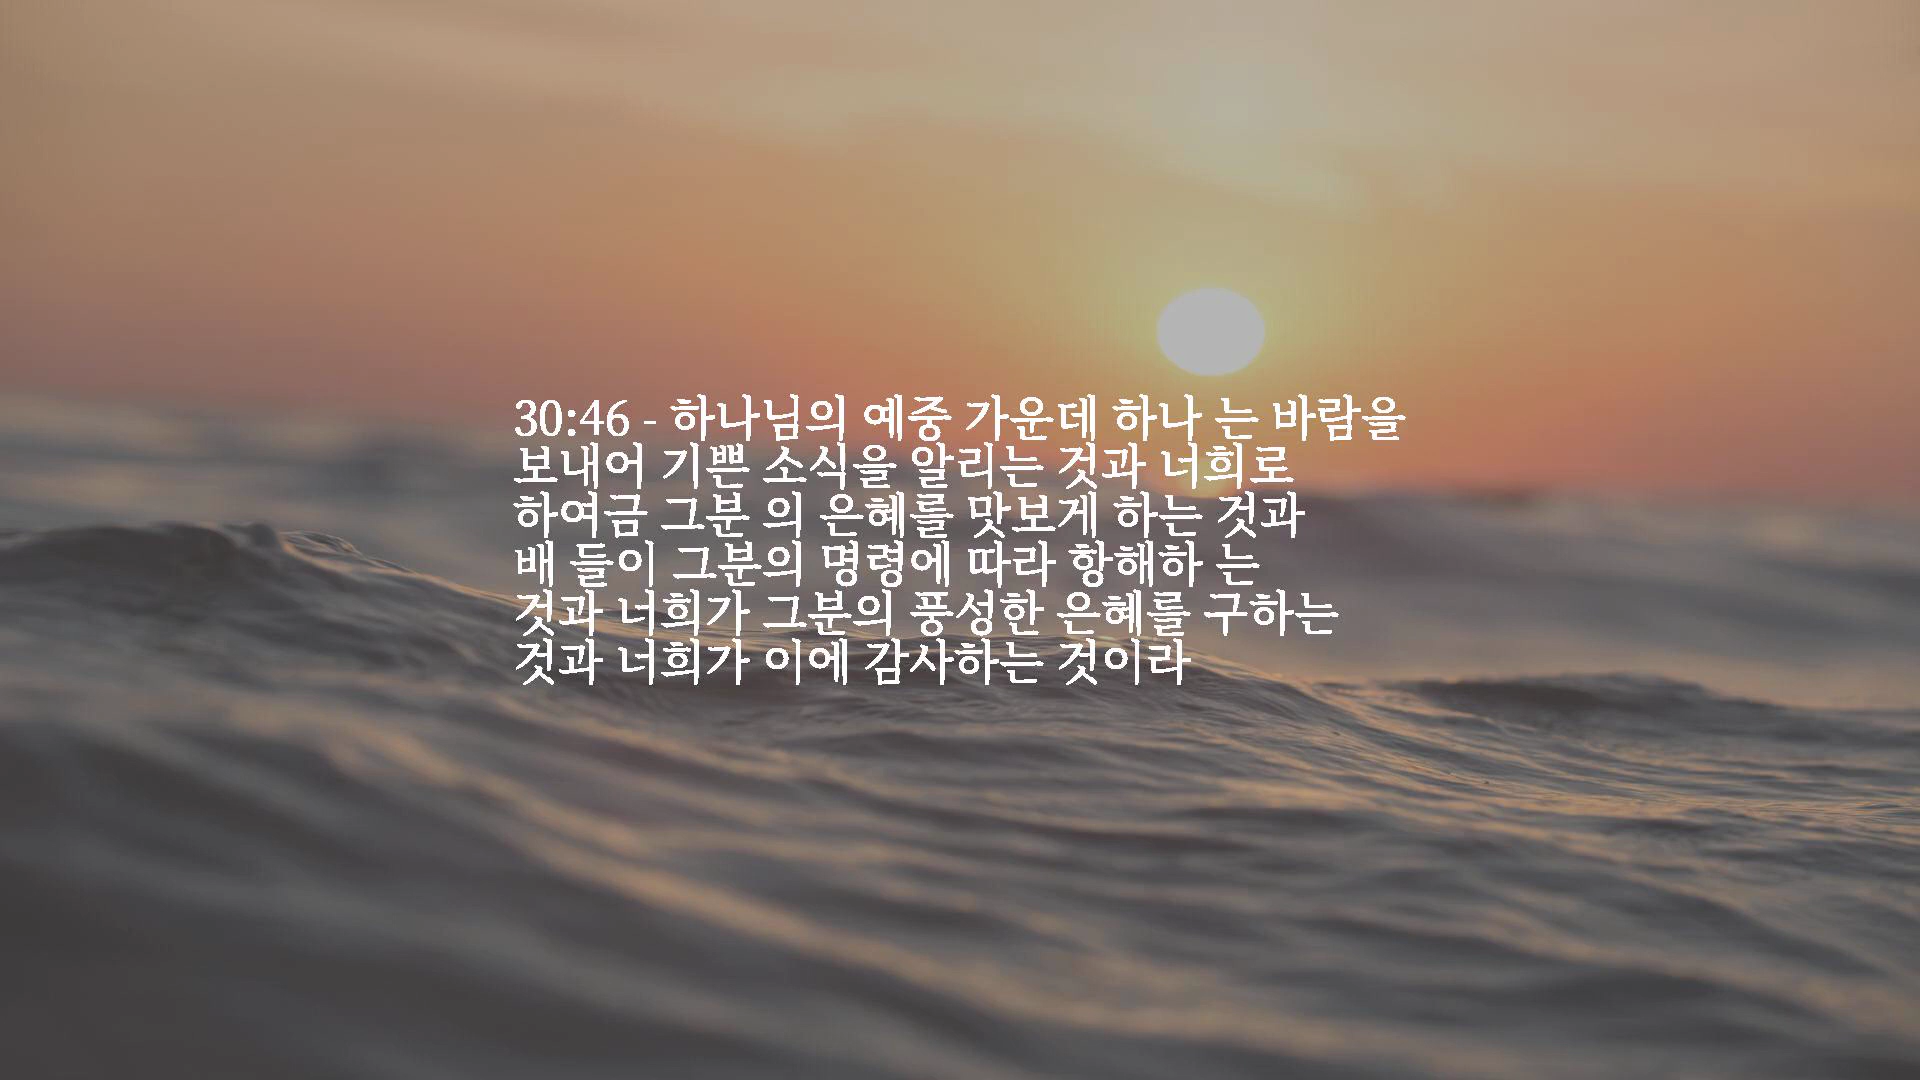 30:46 - 하나님의 예중 가운데 하나 는 바람을
보내어 기쁜 소식을 알리는 것과 너희로
하여금 그분 의 은혜를 맛보게 하는 것과
배 들이 그분의 명령에 따라 항해하 는
것과 너희가 그분의 풍성한 은혜를 구하는
것과 너희가 이에 감사하는 것이라